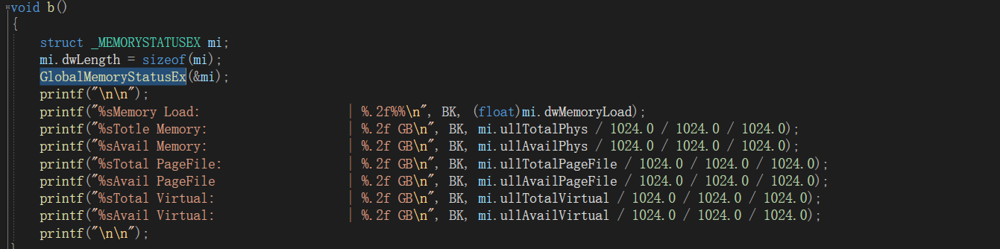 void b()
{
    struct _MEMORYSTATUSEX mi;
    mi.dwLength = sizeof(mi);
    GlobalMemoryStatusEx(&mi);
    printf("\n\n");
    printf("%sMemory Load:                    | %.2f%%\n", BK, (float)mi.dwMemoryLoad);
    printf("%sTotle Memory:                   | %.2f GB\n", BK, mi.ullTotalPhys / 1024.0 / 1024.0 / 1024.0);
    printf("%sAvail Memory:                   | %.2f GB\n", BK, mi.ullAvailPhys / 1024.0 / 1024.0 / 1024.0);
    printf("%sTotal PageFile:                 | %.2f GB\n", BK, mi.ullTotalPageFile / 1024.0 / 1024.0 / 1024.0);
    printf("%sAvail PageFile                  | %.2f GB\n", BK, mi.ullAvailPageFile / 1024.0 / 1024.0 / 1024.0);
    printf("%sTotal Virtual:                  | %.2f GB\n", BK, mi.ullTotalVirtual / 1024.0 / 1024.0 / 1024.0);
    printf("%sAvail Virtual:                  | %.2f GB\n", BK, mi.ullAvailVirtual / 1024.0 / 1024.0 / 1024.0);
    printf("\n\n");
}